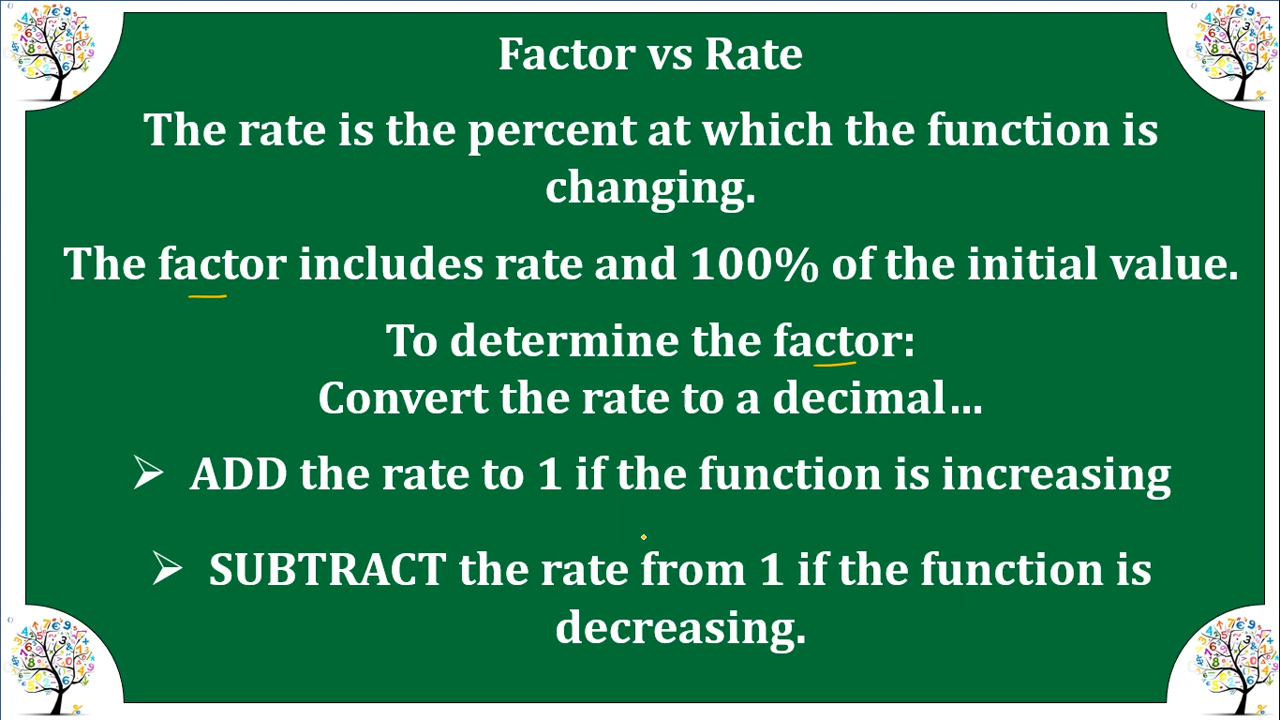 Factor vs Rate
The rate is the percent at which the function is
changing.
The factor includes rate and 100% of the initial value.
To determine the factor:
Convert the rate to a decimal…
➢ ADD the rate to 1 if the function is increasing
➢ SUBTRACT the rate from 1 if the function is
decreasing.